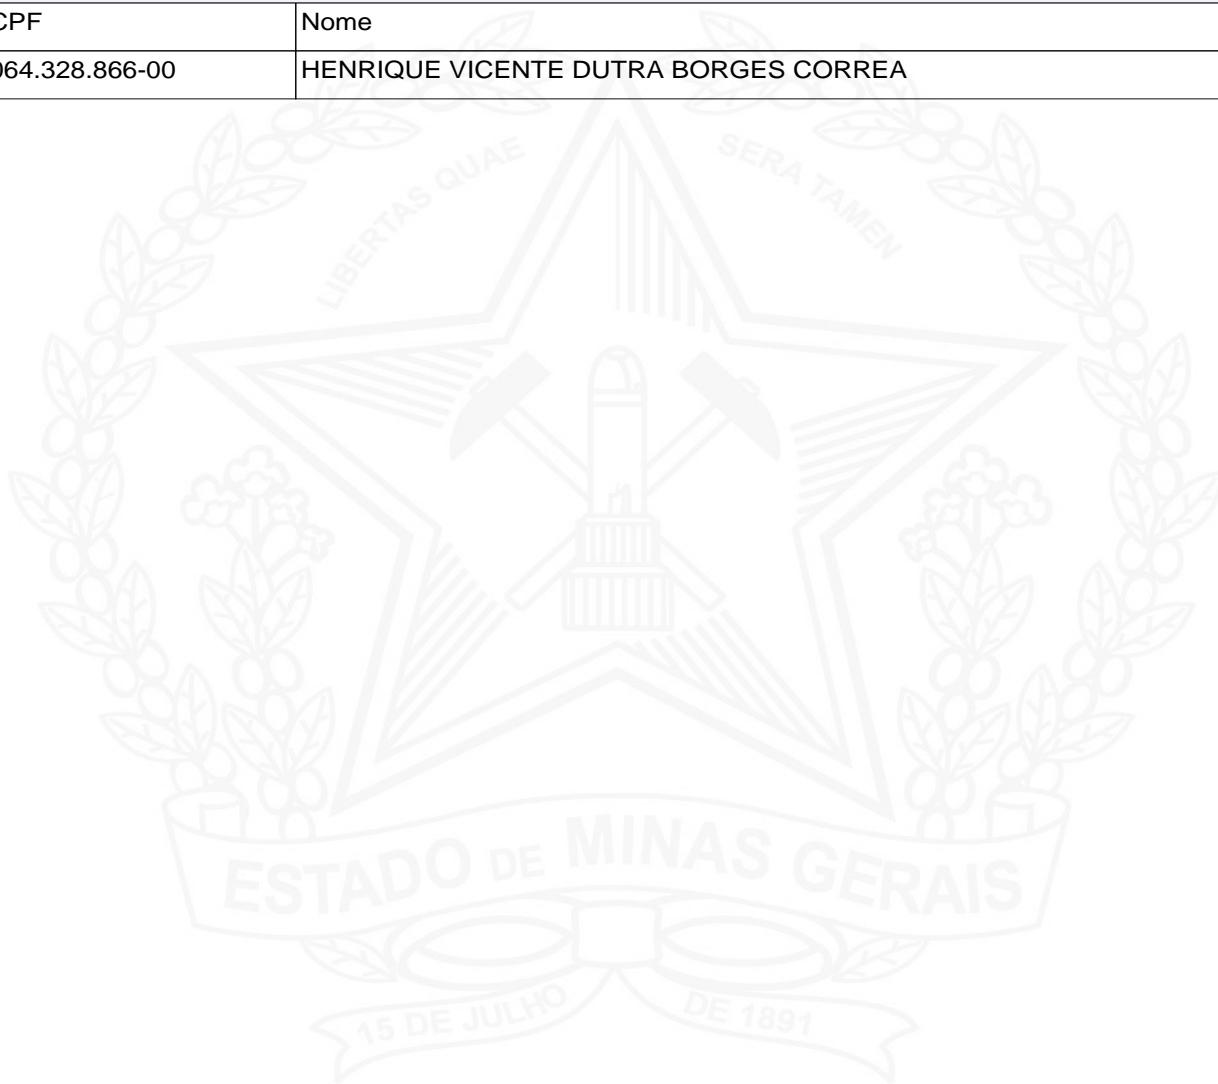 CPF Nome
064.328.866-00 HENRIQUE VICENTE DUTRA BORGES CORREA
LIBERTAS QUAE SERA TAMEN
ESTADO DE MINAS GERAIS
15 DE JULHO DE 1891